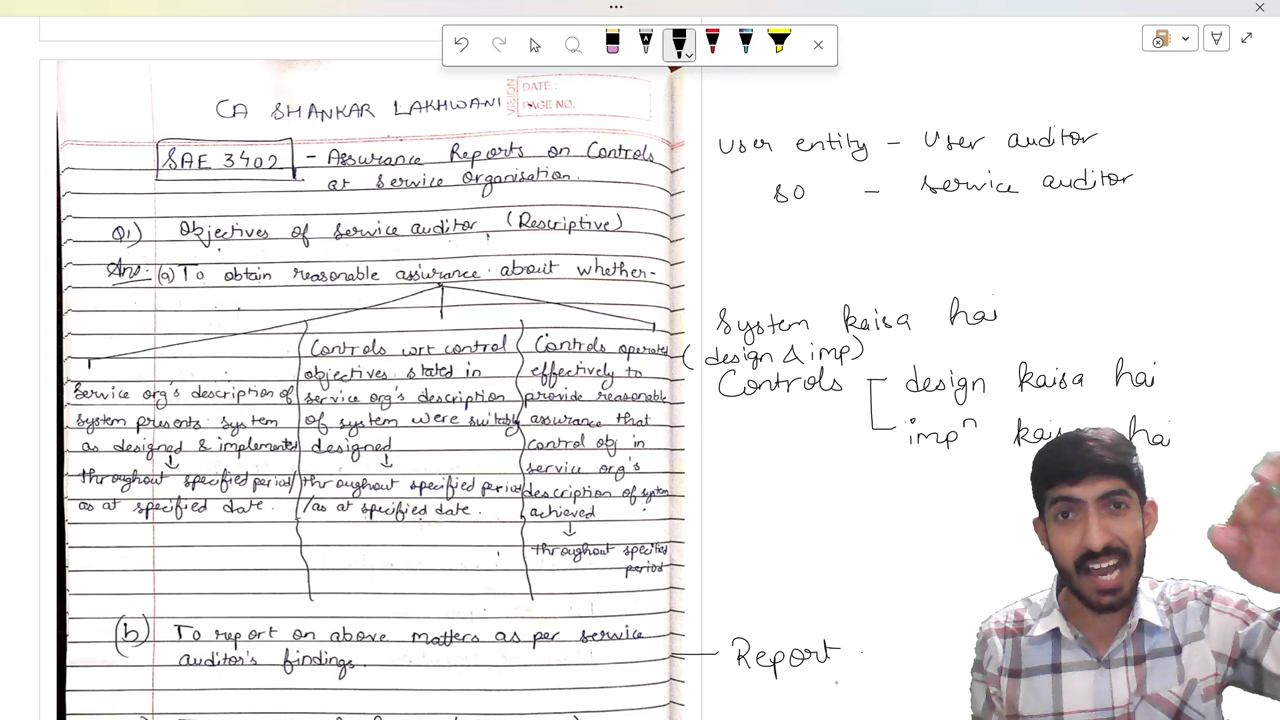 CA SHANKAR LAKHWANI
VISION
DATE :
PAGE NO.
SAE 3402 - Assurance Reports on Controls
at Service Organisation.
Q1) Objectives of service auditor (Rescriptive)
Ans. (a) To obtain reasonable assurance about whether-
Service org's description of
system presents system
as designed & implemented
↓
throughout specified period/
as at specified date.
Controls wrt control
objectives stated in
service org's description
of system were suitably
designed
↓
throughout specified period
/as at specified date.
Controls operated
effectively to
provide reasonable
assurance that
control obj in
service org's
description of system
achieved
↓
throughout specified
period
(b) To report on above matters as per service
auditor's findings.
User entity - User auditor
SO - Service auditor
System kaisa hai
(design & imp)
Controls design kaisa hai
impⁿ kaisa hai
Report